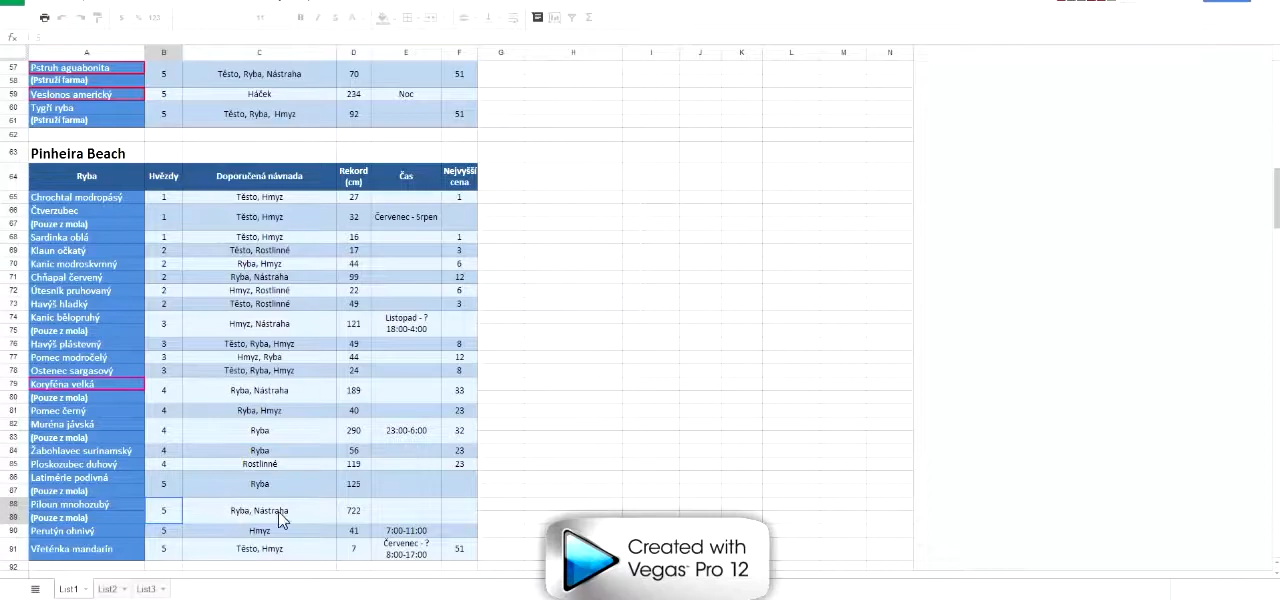 $ % 123 11 B I S A Σ
fx 5
A B C D E F G H I J K L M N
57 Pstruh aguabonita
58 (Pstruží farma) 5 Těsto, Ryba, Nástraha 70 51
59 Veslonos americký 5 Háček 234 Noc
60 Tygří ryba
61 (Pstruží farma) 5 Těsto, Ryba, Hmyz 92 51
62
63 Pinheira Beach
64 Ryba Hvězdy Doporučená návnada Rekord (cm) Čas Nejvyšší cena
65 Chrochtal modropásý 1 Těsto, Hmyz 27 1
66 Čtverzubec
67 (Pouze z mola) 1 Těsto, Hmyz 32 Červenec - Srpen
68 Sardinka oblá 1 Těsto, Hmyz 16 1
69 Klaun očkatý 2 Těsto, Rostlinné 17 3
70 Kanic modroskvrnný 2 Ryba, Hmyz 44 6
71 Chňapal červený 2 Ryba, Nástraha 99 12
72 Útesník pruhovaný 2 Hmyz, Rostlinné 22 6
73 Havýš hladký 2 Těsto, Rostlinné 49 3
74 Kanic bělopruhý Listopad - ?
75 (Pouze z mola) 3 Hmyz, Nástraha 121 18:00-4:00
76 Havýš plástevný 3 Těsto, Ryba, Hmyz 49 8
77 Pomec modročelý 3 Hmyz, Ryba 44 12
78 Ostenec sargasový 3 Těsto, Ryba, Hmyz 24 8
79 Koryféna velká
80 (Pouze z mola) 4 Ryba, Nástraha 189 33
81 Pomec černý 4 Ryba, Hmyz 40 23
82 Muréna jávská
83 (Pouze z mola) 4 Ryba 290 23:00-6:00 32
84 Žabohlavec surinamský 4 Ryba 56 23
85 Ploskozubec duhový 4 Rostlinné 119 23
86 Latimérie podivná
87 (Pouze z mola) 5 Ryba 125
88 Piloun mnohozubý
89 (Pouze z mola) 5 Ryba, Nástraha 722
90 Perutýn ohnivý 5 Hmyz 41 7:00-11:00
91 Vřeténka mandarín 5 Těsto, Hmyz 7 Červenec - ? 8:00-17:00 51
92
List1 List2 List3
Created with
Vegas™ Pro 12